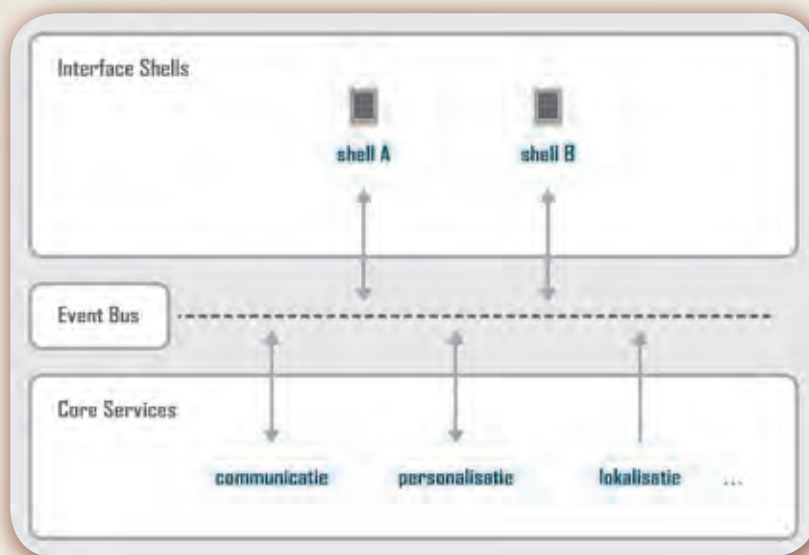 Interface Shells
shell A
shell B
Event Bus
Core Services
communicatie
personalisatie
lokalisatie
...